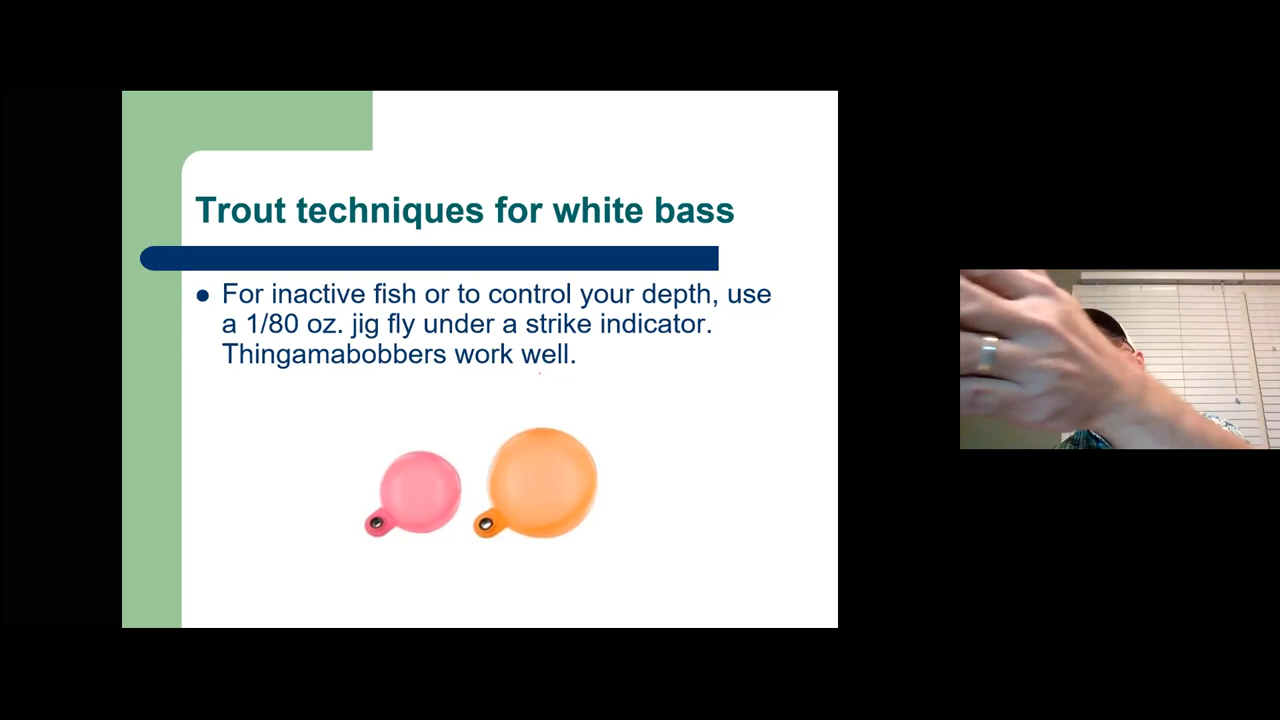 Trout techniques for white bass
For inactive fish or to control your depth, use
a 1/80 oz. jig fly under a strike indicator.
Thingamabobbers work well.